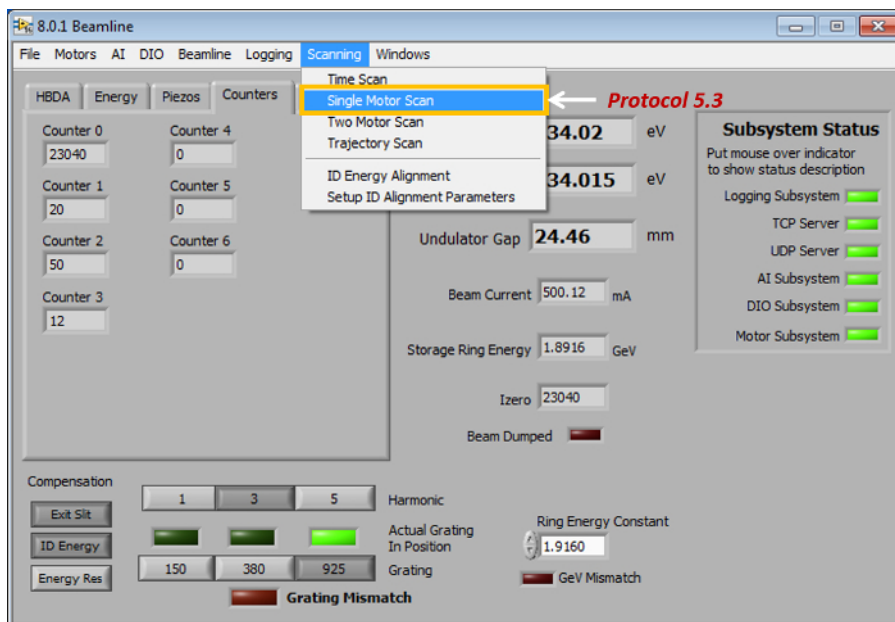 8.0.1 Beamline
File Motors AI DIO Beamline Logging Scanning Windows
Time Scan
Single Motor Scan
Two Motor Scan
Trajectory Scan
ID Energy Alignment
Setup ID Alignment Parameters
Protocol 5.3
HBDA Energy Piezos Counters
Counter 0
23040
Counter 1
20
Counter 2
50
Counter 3
12
Counter 4
0
Counter 5
0
Counter 6
0
34.02 eV
34.015 eV
Undulator Gap 24.46 mm
Beam Current 500.12 mA
Storage Ring Energy 1.8916 GeV
Izero 23040
Beam Dumped
Subsystem Status
Put mouse over indicator
to show status description
Logging Subsystem
TCP Server
UDP Server
AI Subsystem
DIO Subsystem
Motor Subsystem
Compensation
Exit Slit
ID Energy
Energy Res
1 3 5 Harmonic
Actual Grating
In Position
150 380 925 Grating
Grating Mismatch
Ring Energy Constant
1.9160
GeV Mismatch